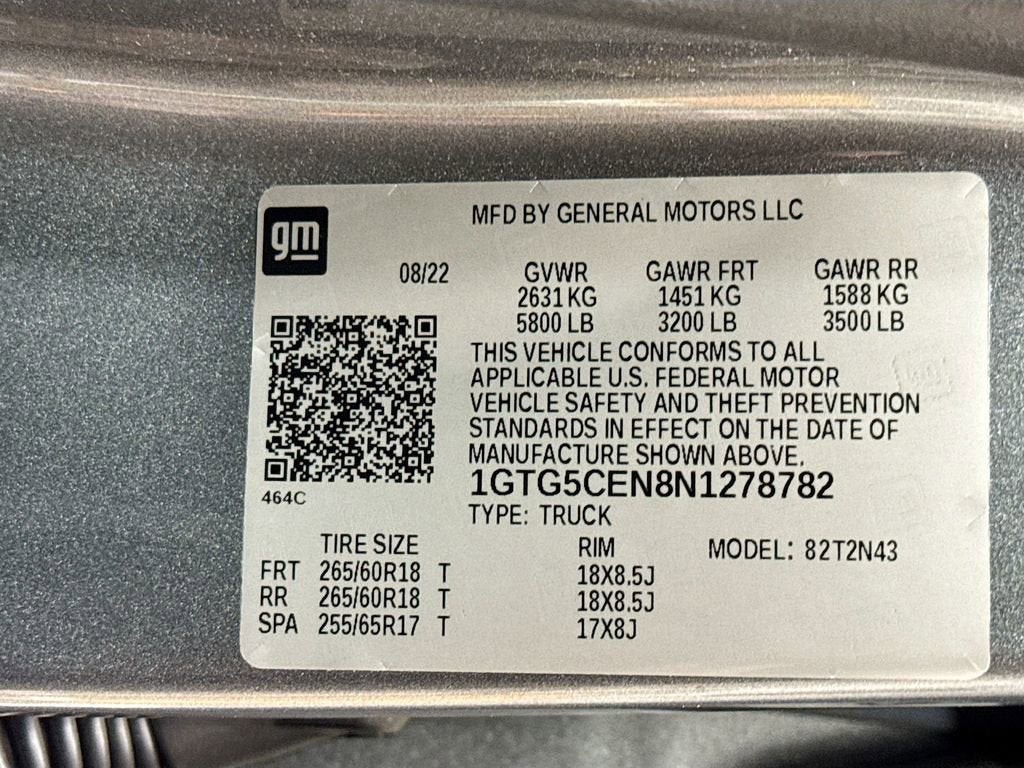 gm
MFD BY GENERAL MOTORS LLC
08/22 GVWR GAWR FRT GAWR RR
2631 KG 1451 KG 1588 KG
5800 LB 3200 LB 3500 LB
THIS VEHICLE CONFORMS TO ALL
APPLICABLE U.S. FEDERAL MOTOR
VEHICLE SAFETY AND THEFT PREVENTION
STANDARDS IN EFFECT ON THE DATE OF
MANUFACTURE SHOWN ABOVE.
464C
1GTG5CEN8N1278782
TYPE: TRUCK
TIRE SIZE RIM MODEL: 82T2N43
FRT 265/60R18 T 18X8.5J
RR 265/60R18 T 18X8.5J
SPA 255/65R17 T 17X8J